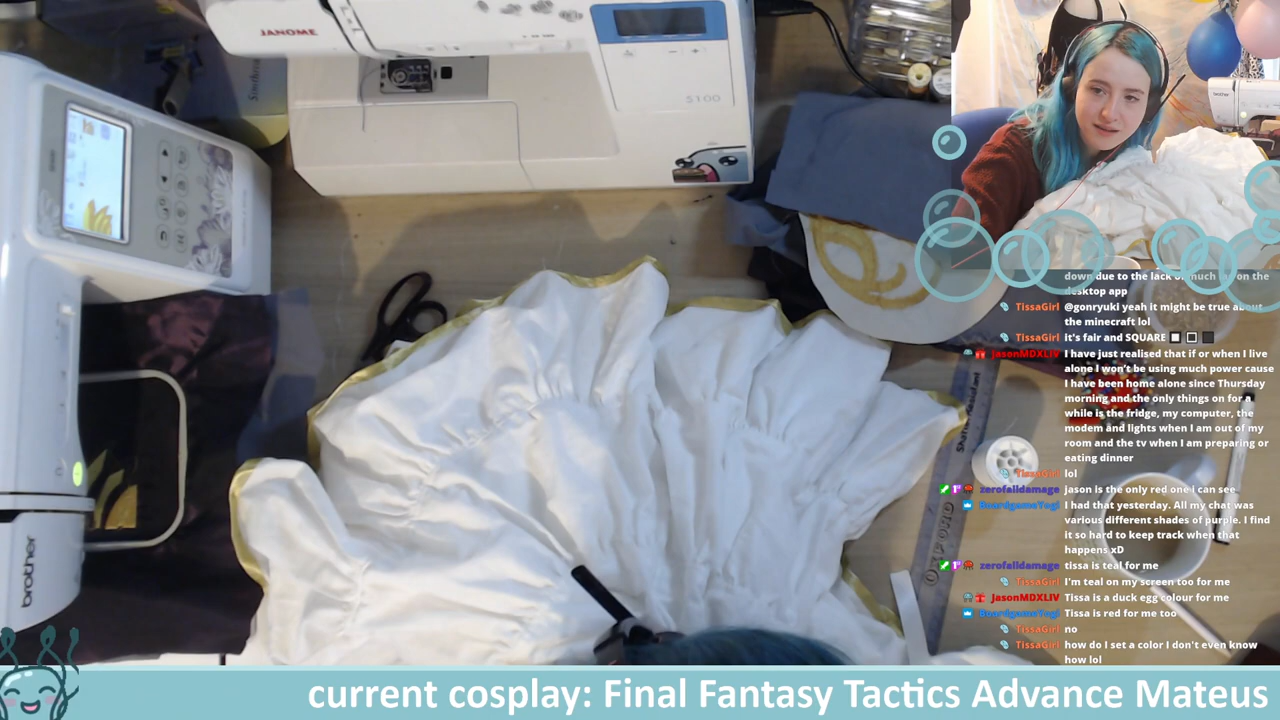 JANOME
5100
brother
brother
OXFORD
down due to the lack of much
on the
desktop app
TissaGirl @gonryuki yeah it might be true about
the minecraft lol
TissaGirl it's fair and SQUARE
JasonMDXLIV I have just realised that if or when I live
alone I won't be using much power cause
I have been home alone since Thursday
morning and the only things on for a
while is the fridge, my computer, the
modem and lights when I am out of my
room and the tv when I am preparing or
eating dinner
TissaGirl lol
zerofalldamage jason is the only red one i can see
BoardgameYogi I had that yesterday. All my chat was
various different shades of purple. I find
it so hard to keep track when that
happens xD
zerofalldamage tissa is teal for me
TissaGirl I'm teal on my screen too for me
JasonMDXLIV Tissa is a duck egg colour for me
BoardgameYogi Tissa is red for me too
TissaGirl no
TissaGirl how do I set a color I don't even know
how lol
current cosplay: Final Fantasy Tactics Advance Mateus